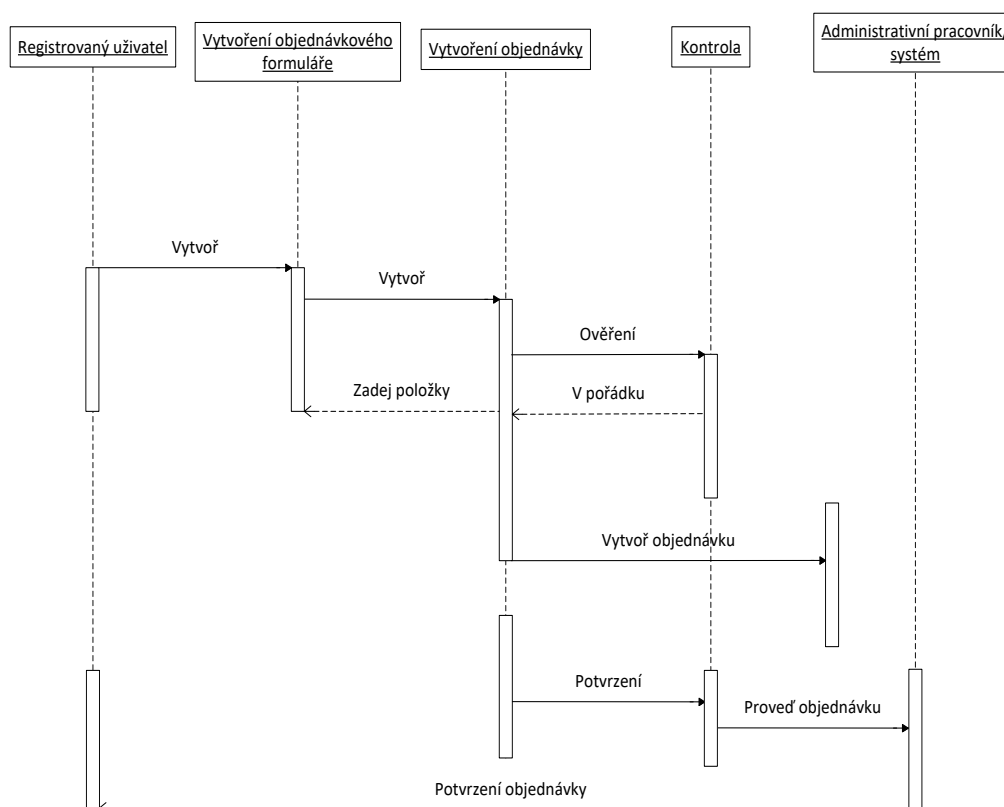 Registrovaný uživatel
Vytvoření objednávkového
formuláře
Vytvoření objednávky
Kontrola
Administrativní pracovník/
systém
Vytvoř
Vytvoř
Ověření
Zadej položky
V pořádku
Vytvoř objednávku
Potvrzení
Proveď objednávku
Potvrzení objednávky